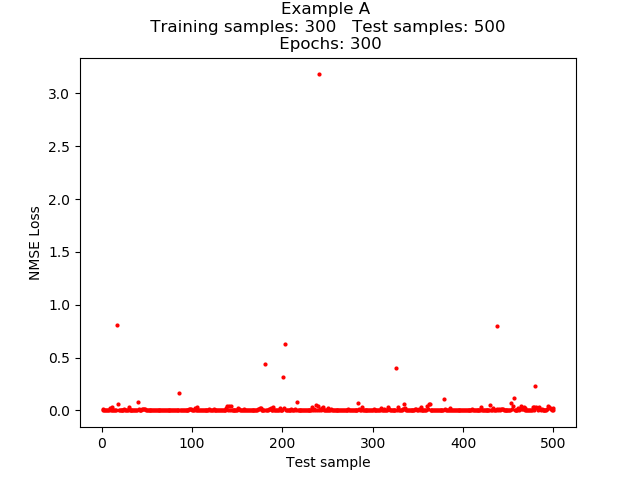 Example A
Training samples: 300   Test samples: 500
Epochs: 300
3.0
2.5
2.0
1.5
1.0
0.5
0.0
NMSE Loss
0 100 200 300 400 500
Test sample